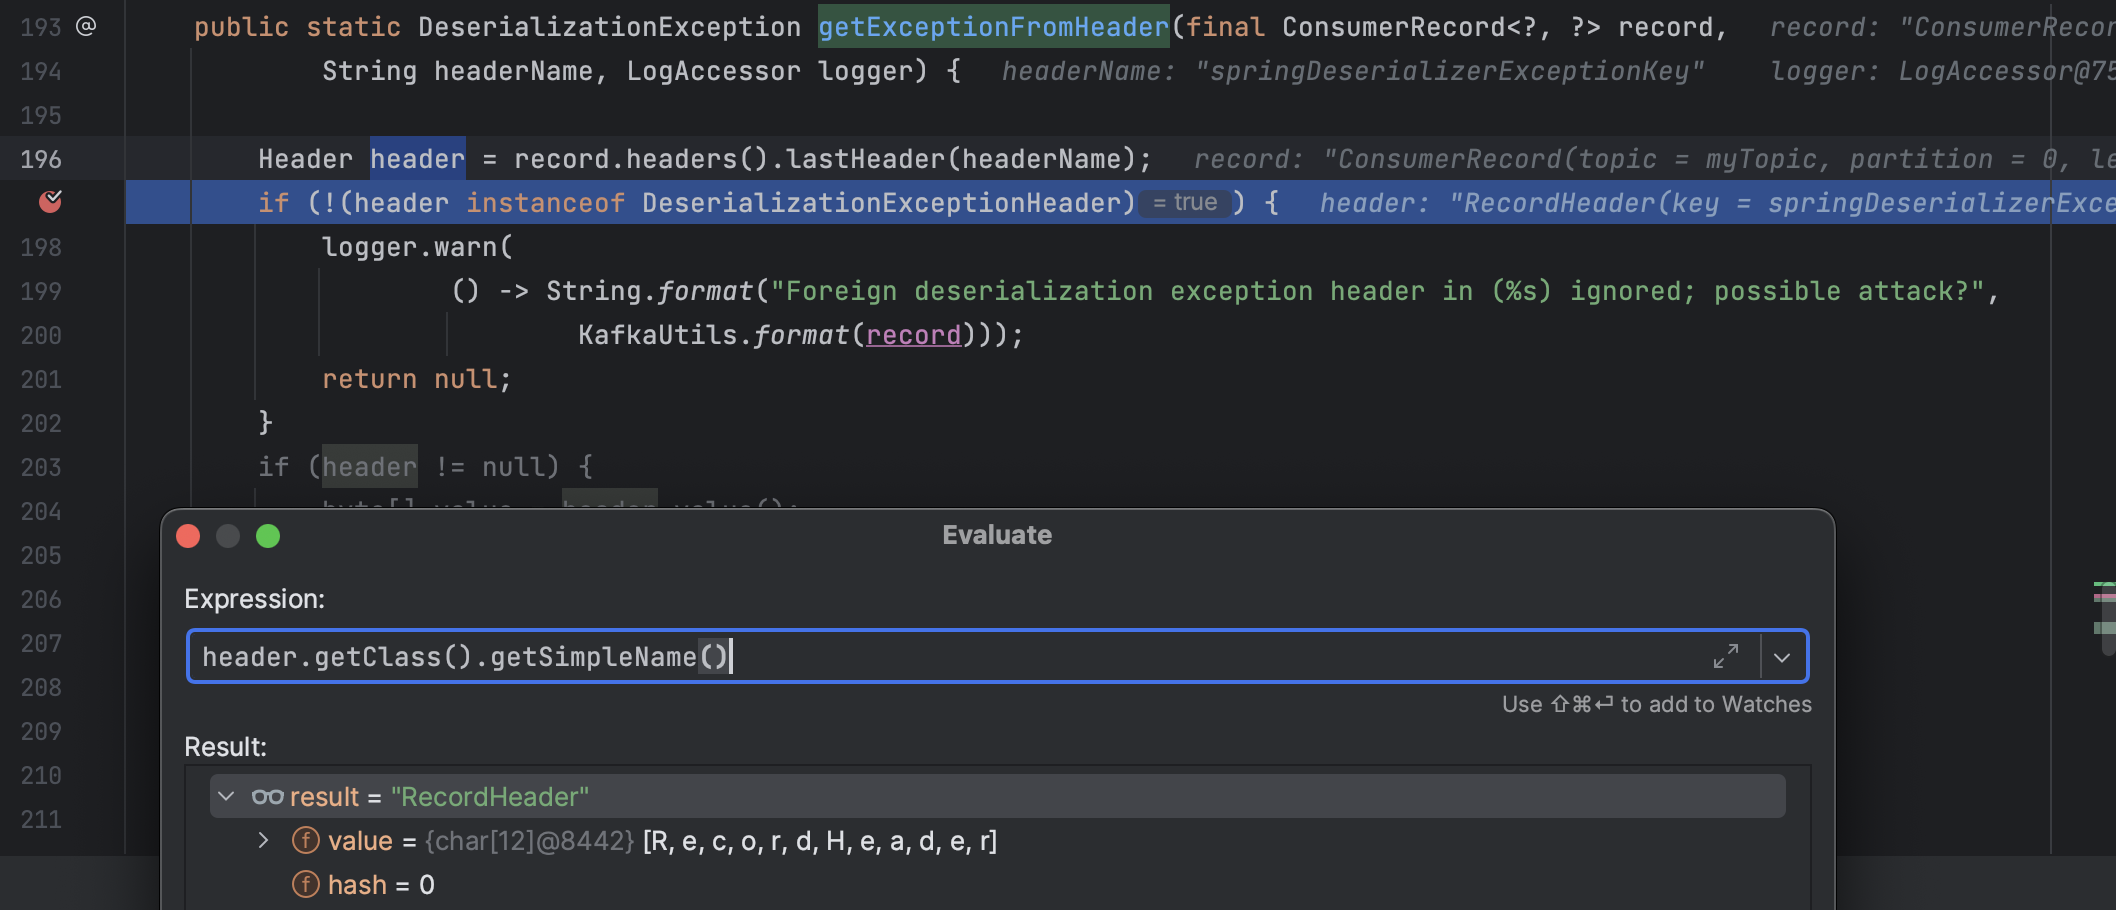 193 @ public static DeserializationException getExceptionFromHeader(final ConsumerRecord<?, ?> record, record: "ConsumerRecor
194 String headerName, LogAccessor logger) { headerName: "springDeserializerExceptionKey" logger: LogAccessor@75
195
196 Header header = record.headers().lastHeader(headerName); record: "ConsumerRecord(topic = myTopic, partition = 0, le
if (!(header instanceof DeserializationExceptionHeader) = true ) { header: "RecordHeader(key = springDeserializerExce
198 logger.warn(
199 () -> String.format("Foreign deserialization exception header in (%s) ignored; possible attack?",
200 KafkaUtils.format(record)));
201 return null;
202 }
203 if (header != null) {
204 byte[] value header.value();
205
206
207
208
209
210
211
Evaluate
Expression:
header.getClass().getSimpleName()
Use ⇧⌘⏎ to add to Watches
Result:
result = "RecordHeader"
value = {char[12]@8442} [R, e, c, o, r, d, H, e, a, d, e, r]
f hash = 0